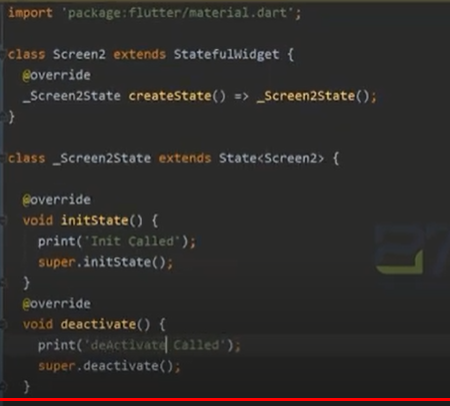 import 'package:flutter/material.dart';
class Screen2 extends StatefulWidget {
@override
_Screen2State createState() => _Screen2State();
}
class _Screen2State extends State<Screen2> {
@override
void initState() {
print('Init Called');
super.initState();
}
@override
void deactivate() {
print('deActivate Called');
super.deactivate();
}